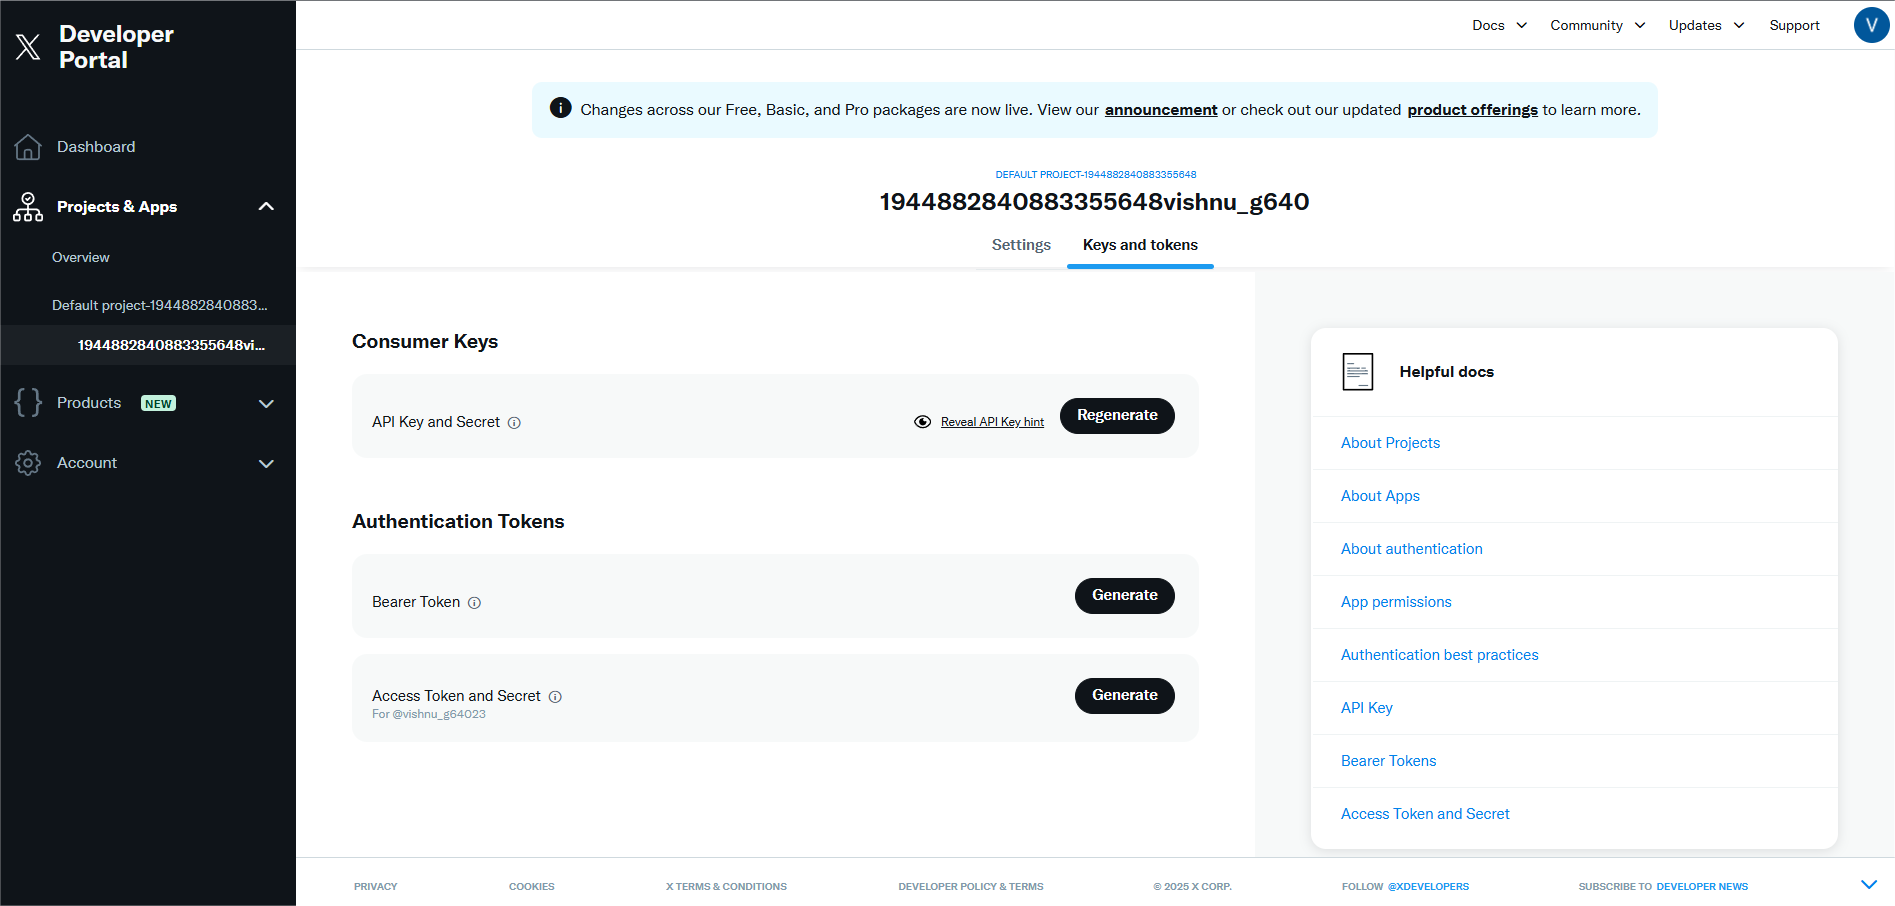 Developer
Portal
Docs
Community
Updates
Support
V
Changes across our Free, Basic, and Pro packages are now live. View our announcement or check out our updated product offerings to learn more.
Dashboard
Projects & Apps
Overview
Default project-1944882840883...
1944882840883355648vi...
Products NEW
Account
DEFAULT PROJECT-1944882840883355648
1944882840883355648vishnu_g640
Settings
Keys and tokens
Consumer Keys
API Key and Secret
Reveal API Key hint
Regenerate
Authentication Tokens
Bearer Token
Generate
Access Token and Secret
For @vishnu_g64023
Generate
Helpful docs
About Projects
About Apps
About authentication
App permissions
Authentication best practices
API Key
Bearer Tokens
Access Token and Secret
PRIVACY
COOKIES
X TERMS & CONDITIONS
DEVELOPER POLICY & TERMS
© 2025 X CORP.
FOLLOW @XDEVELOPERS
SUBSCRIBE TO DEVELOPER NEWS